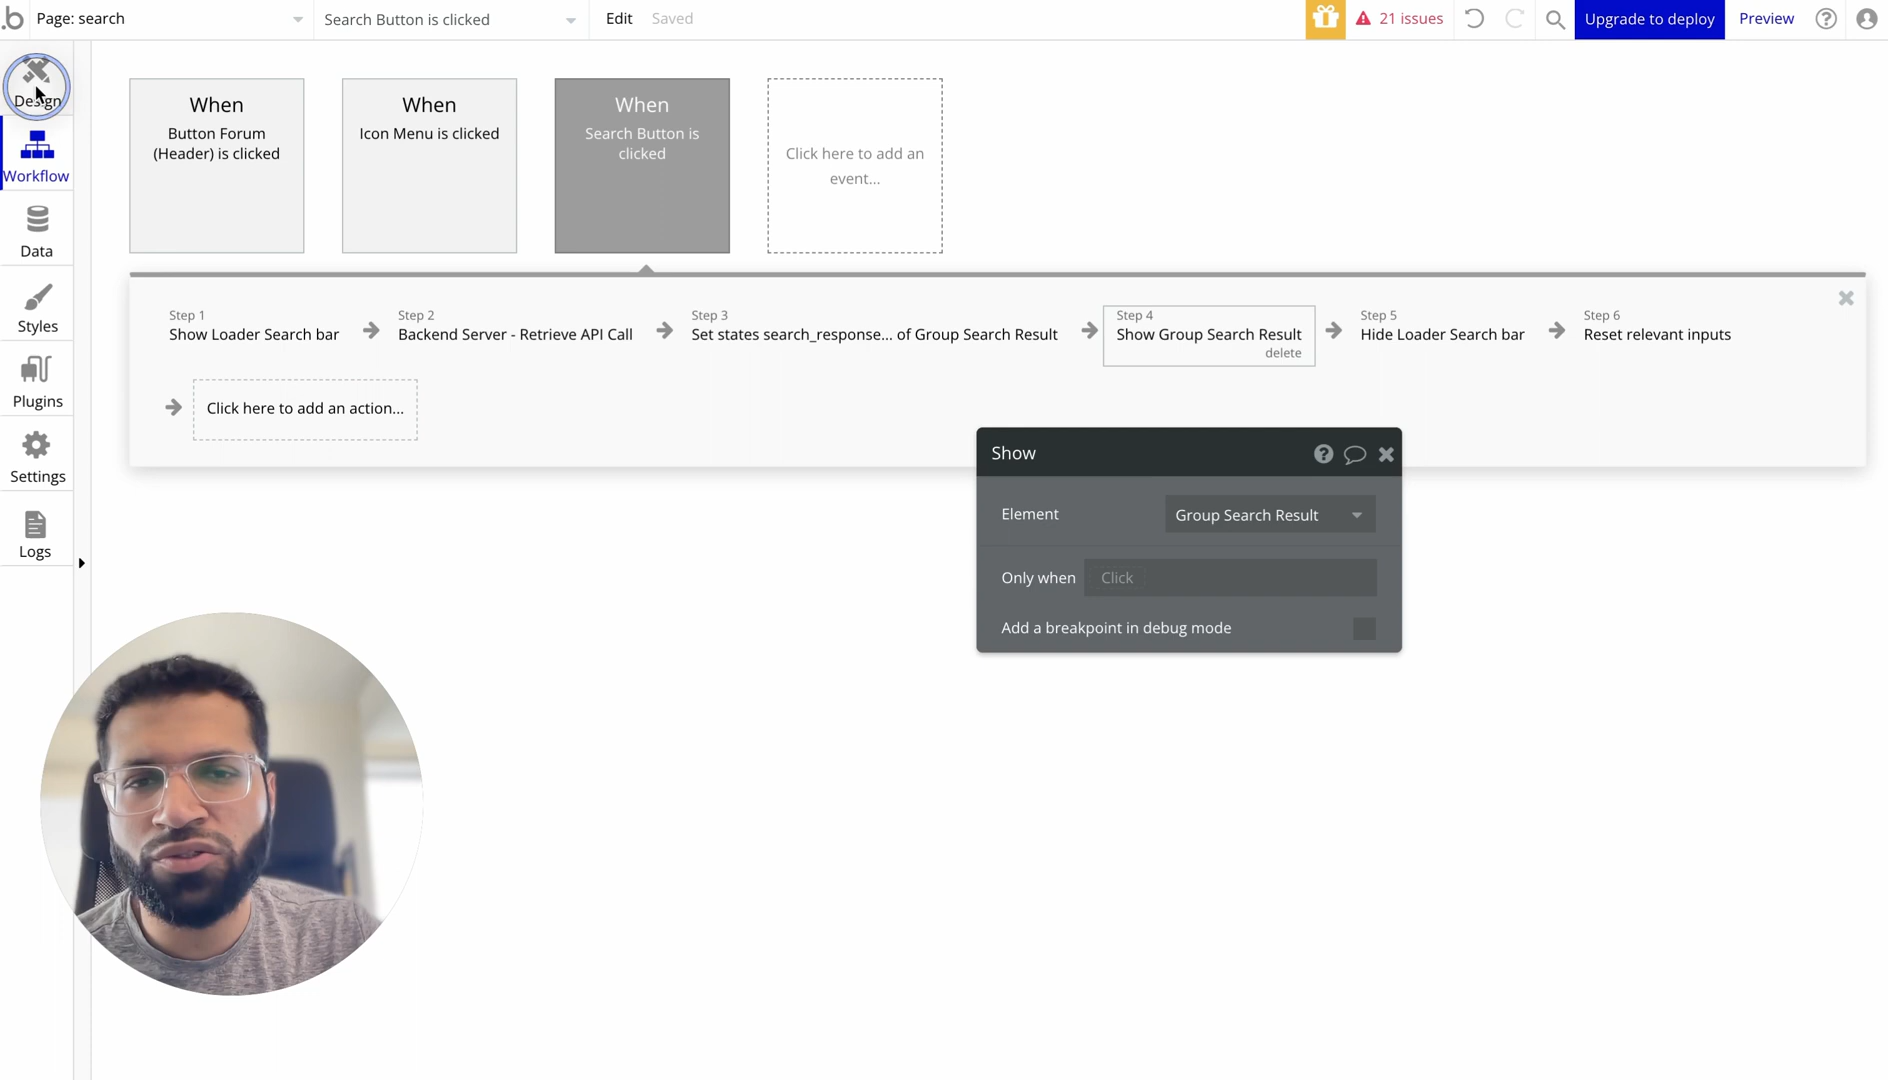 .b
Page: search
Search Button is clicked
Edit
Saved
21 issues
Upgrade to deploy
Preview
Design
Workflow
Data
Styles
Plugins
Settings
Logs
When
Button Forum
(Header) is clicked
When
Icon Menu is clicked
When
Search Button is
clicked
Click here to add an
event...
Step 1
Show Loader Search bar
Step 2
Backend Server - Retrieve API Call
Step 3
Set states search_response... of Group Search Result
Step 4
Show Group Search Result
delete
Step 5
Hide Loader Search bar
Step 6
Reset relevant inputs
Click here to add an action...
Show
Element
Group Search Result
Only when
Click
Add a breakpoint in debug mode